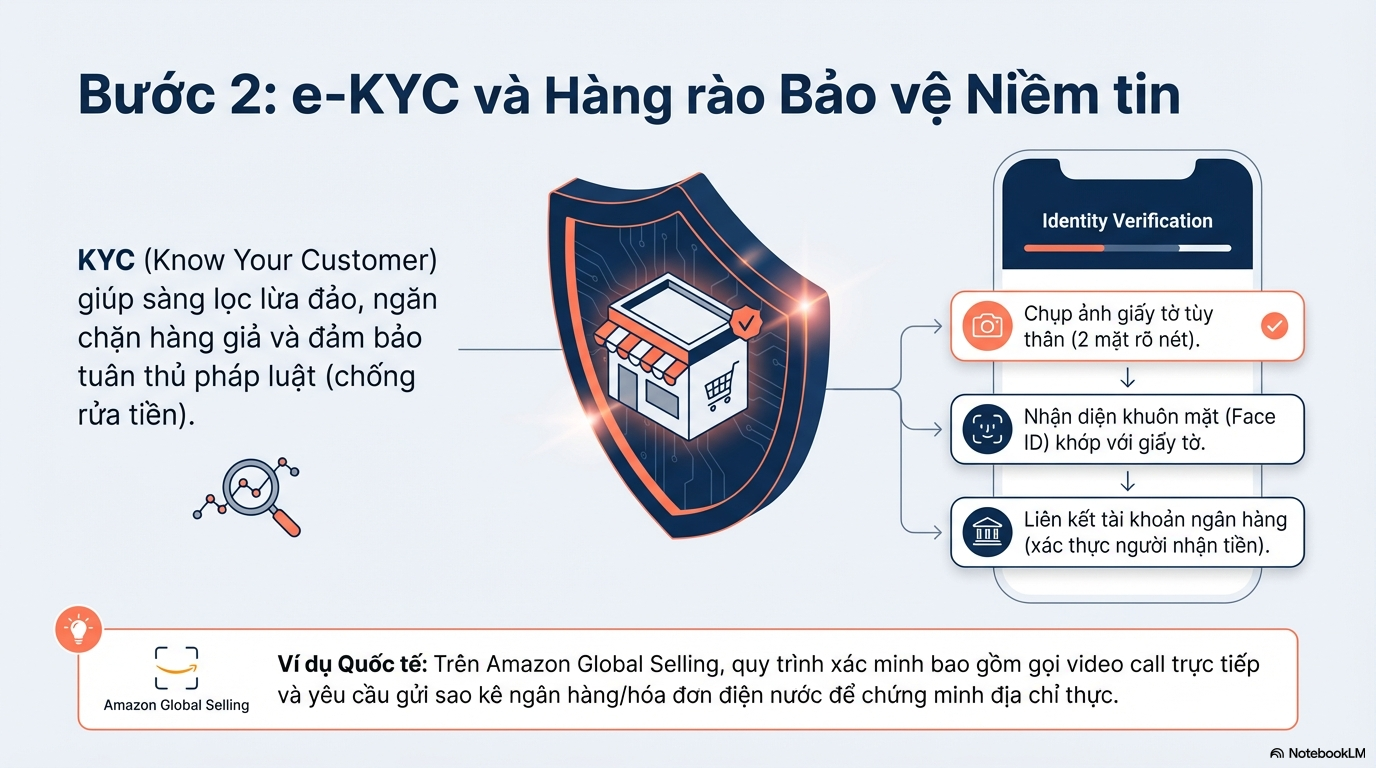 Bước 2: e-KYC và Hàng rào Bảo vệ Niềm tin
KYC (Know Your Customer)
giúp sàng lọc lừa đảo, ngăn
chặn hàng giả và đảm bảo
tuân thủ pháp luật (chống
rửa tiền).
Identity Verification
Chụp ảnh giấy tờ tùy
thân (2 mặt rõ nét).
Nhận diện khuôn mặt (Face
ID) khớp với giấy tờ.
Liên kết tài khoản ngân hàng
(xác thực người nhận tiền).
Amazon Global Selling
Ví dụ Quốc tế: Trên Amazon Global Selling, quy trình xác minh bao gồm gọi video call trực tiếp
và yêu cầu gửi sao kê ngân hàng/hóa đơn điện nước để chứng minh địa chỉ thực.
NotebookLM